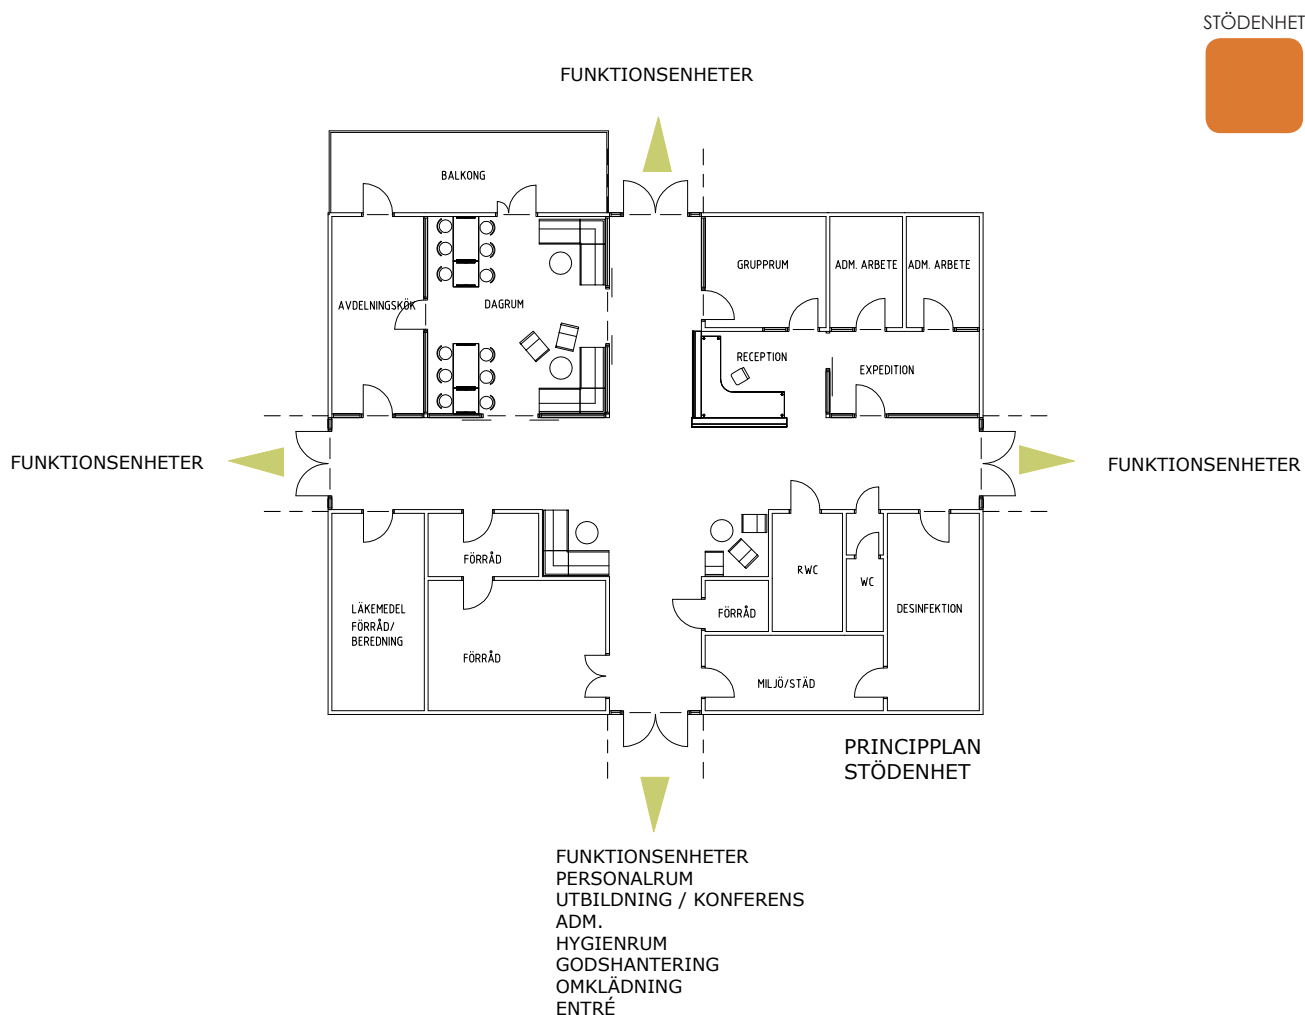 STÖDENHET
FUNKTIONSENHETER
BALKONG
GRUPPRUM
ADM. ARBETE
ADM. ARBETE
AVDELNINGSKÖK
DAGRUM
RECEPTION
EXPEDITION
FUNKTIONSENHETER
FUNKTIONSENHETER
FÖRRÅD
RWC
WC
LÄKEMEDEL
FÖRRÅD/
BEREDNING
FÖRRÅD
DESINFEKTION
FÖRRÅD
MILJÖ/STÄD
PRINCIPPLAN
STÖDENHET
FUNKTIONSENHETER
PERSONALRUM
UTBILDNING / KONFERENS
ADM.
HYGIENRUM
GODSHANTERING
OMKLÄDNING
ENTRÉ